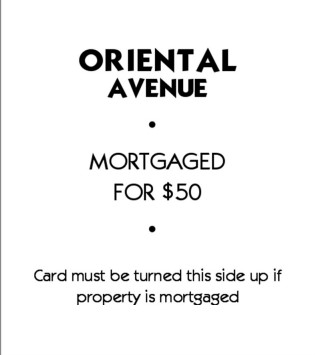 ORIENTAL
AVENUE
•
MORTGAGED
FOR $50
•
Card must be turned this side up if
property is mortgaged